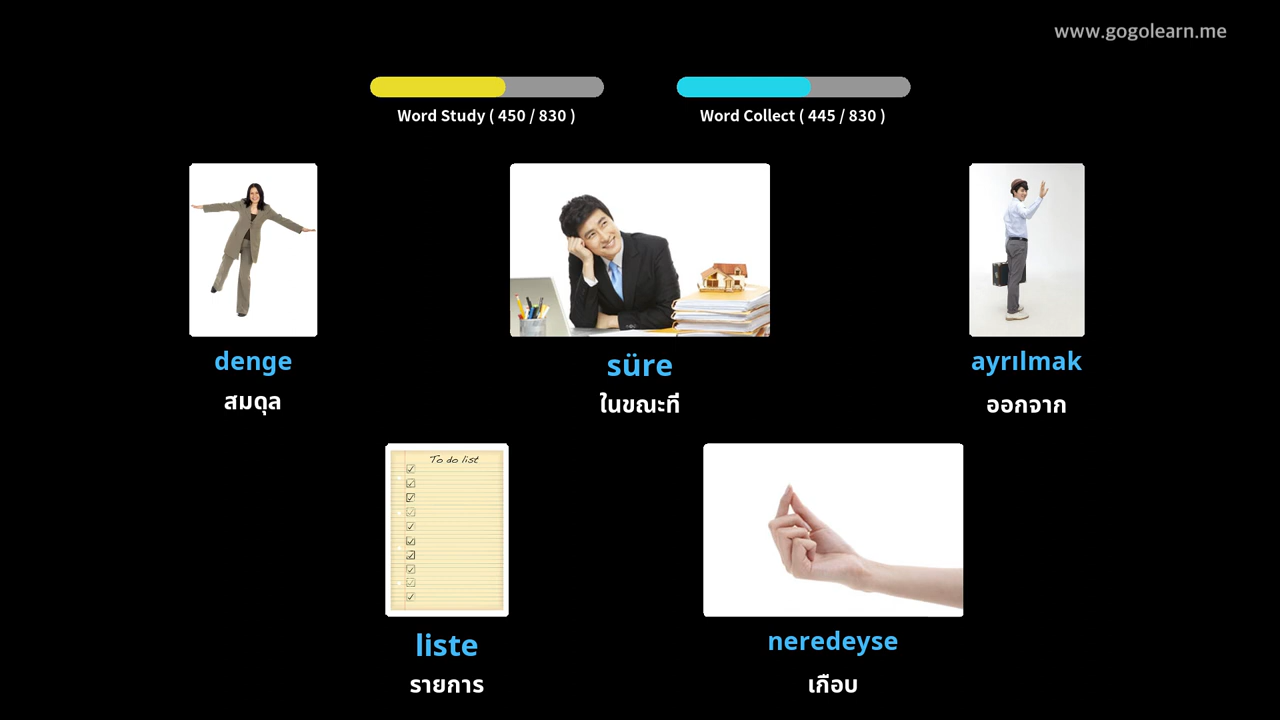 www.gogolearn.me
Word Study ( 450 / 830 )
Word Collect ( 445 / 830 )
denge
สมดุล
süre
ในขณะที่
ayrılmak
ออกจาก
To do list
liste
รายการ
neredeyse
เกือบ